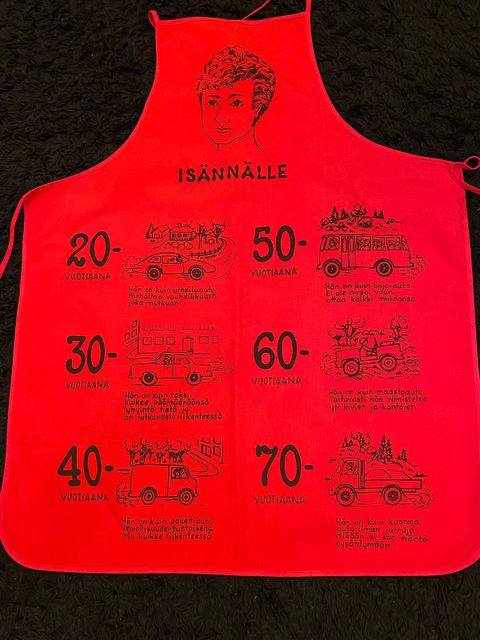 ISÄNNÄLLE
20-
VUOTIAANA
Hän on kuin urheiluauto.
Porhaltaa vauhdikkaasti
joka mutkaan.
30-
VUOTIAANA
Hän on kuin taksi.
Kulkee päämääräänsä
lyhyintä tietä ja
on jatkuvasti liikenteessä
40-
VUOTIAANA
Hän on kuin pakettiauto.
Velvollisuudentuntoisena
hän kulkee liikenteessä
50-
VUOTIAANA
Hän on kuin linja-auto.
Ei ole nirso, vaan
ottaa kaikki mukaansa
60-
VUOTIAANA
Hän on kuin maastoauto.
Taitavasti hän rämistelee
yli kivien ja kantojen.
70-
VUOTIAANA
Hän on kuin kuorma-
auto ilman jarruja
Mikään ei saa häntä
pysähtymään.